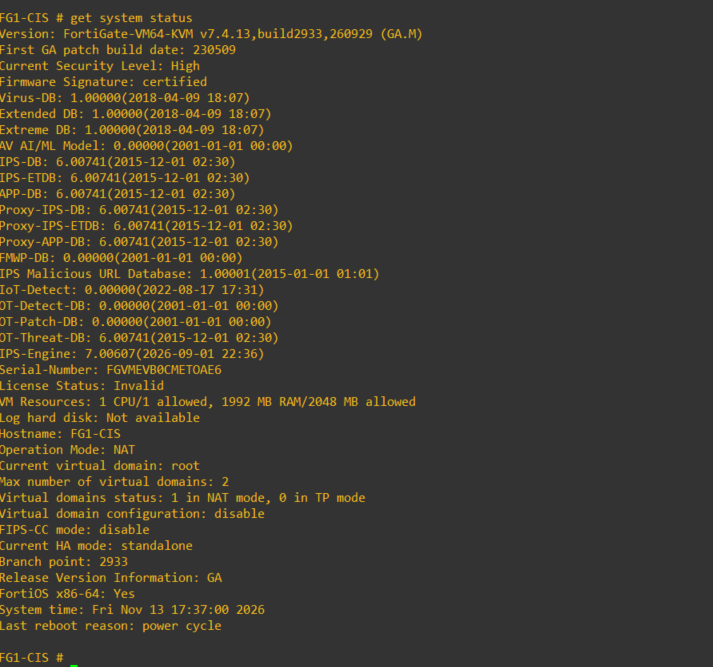 FG1-CIS # get system status
Version: FortiGate-VM64-KVM v7.4.13,build2933,260929 (GA.M)
First GA patch build date: 230509
Current Security Level: High
Firmware Signature: certified
Virus-DB: 1.00000(2018-04-09 18:07)
Extended DB: 1.00000(2018-04-09 18:07)
Extreme DB: 1.00000(2018-04-09 18:07)
AV AI/ML Model: 0.00000(2001-01-01 00:00)
IPS-DB: 6.00741(2015-12-01 02:30)
IPS-ETDB: 6.00741(2015-12-01 02:30)
APP-DB: 6.00741(2015-12-01 02:30)
Proxy-IPS-DB: 6.00741(2015-12-01 02:30)
Proxy-IPS-ETDB: 6.00741(2015-12-01 02:30)
Proxy-APP-DB: 6.00741(2015-12-01 02:30)
FMWP-DB: 0.00000(2001-01-01 00:00)
IPS Malicious URL Database: 1.00001(2015-01-01 01:01)
IoT-Detect: 0.00000(2022-08-17 17:31)
OT-Detect-DB: 0.00000(2001-01-01 00:00)
OT-Patch-DB: 0.00000(2001-01-01 00:00)
OT-Threat-DB: 6.00741(2015-12-01 02:30)
IPS-Engine: 7.00607(2026-09-01 22:36)
Serial-Number: FGVMEVB0CMETOAE6
License Status: Invalid
VM Resources: 1 CPU/1 allowed, 1992 MB RAM/2048 MB allowed
Log hard disk: Not available
Hostname: FG1-CIS
Operation Mode: NAT
Current virtual domain: root
Max number of virtual domains: 2
Virtual domains status: 1 in NAT mode, 0 in TP mode
Virtual domain configuration: disable
FIPS-CC mode: disable
Current HA mode: standalone
Branch point: 2933
Release Version Information: GA
FortiOS x86-64: Yes
System time: Fri Nov 13 17:37:00 2026
Last reboot reason: power cycle
FG1-CIS #